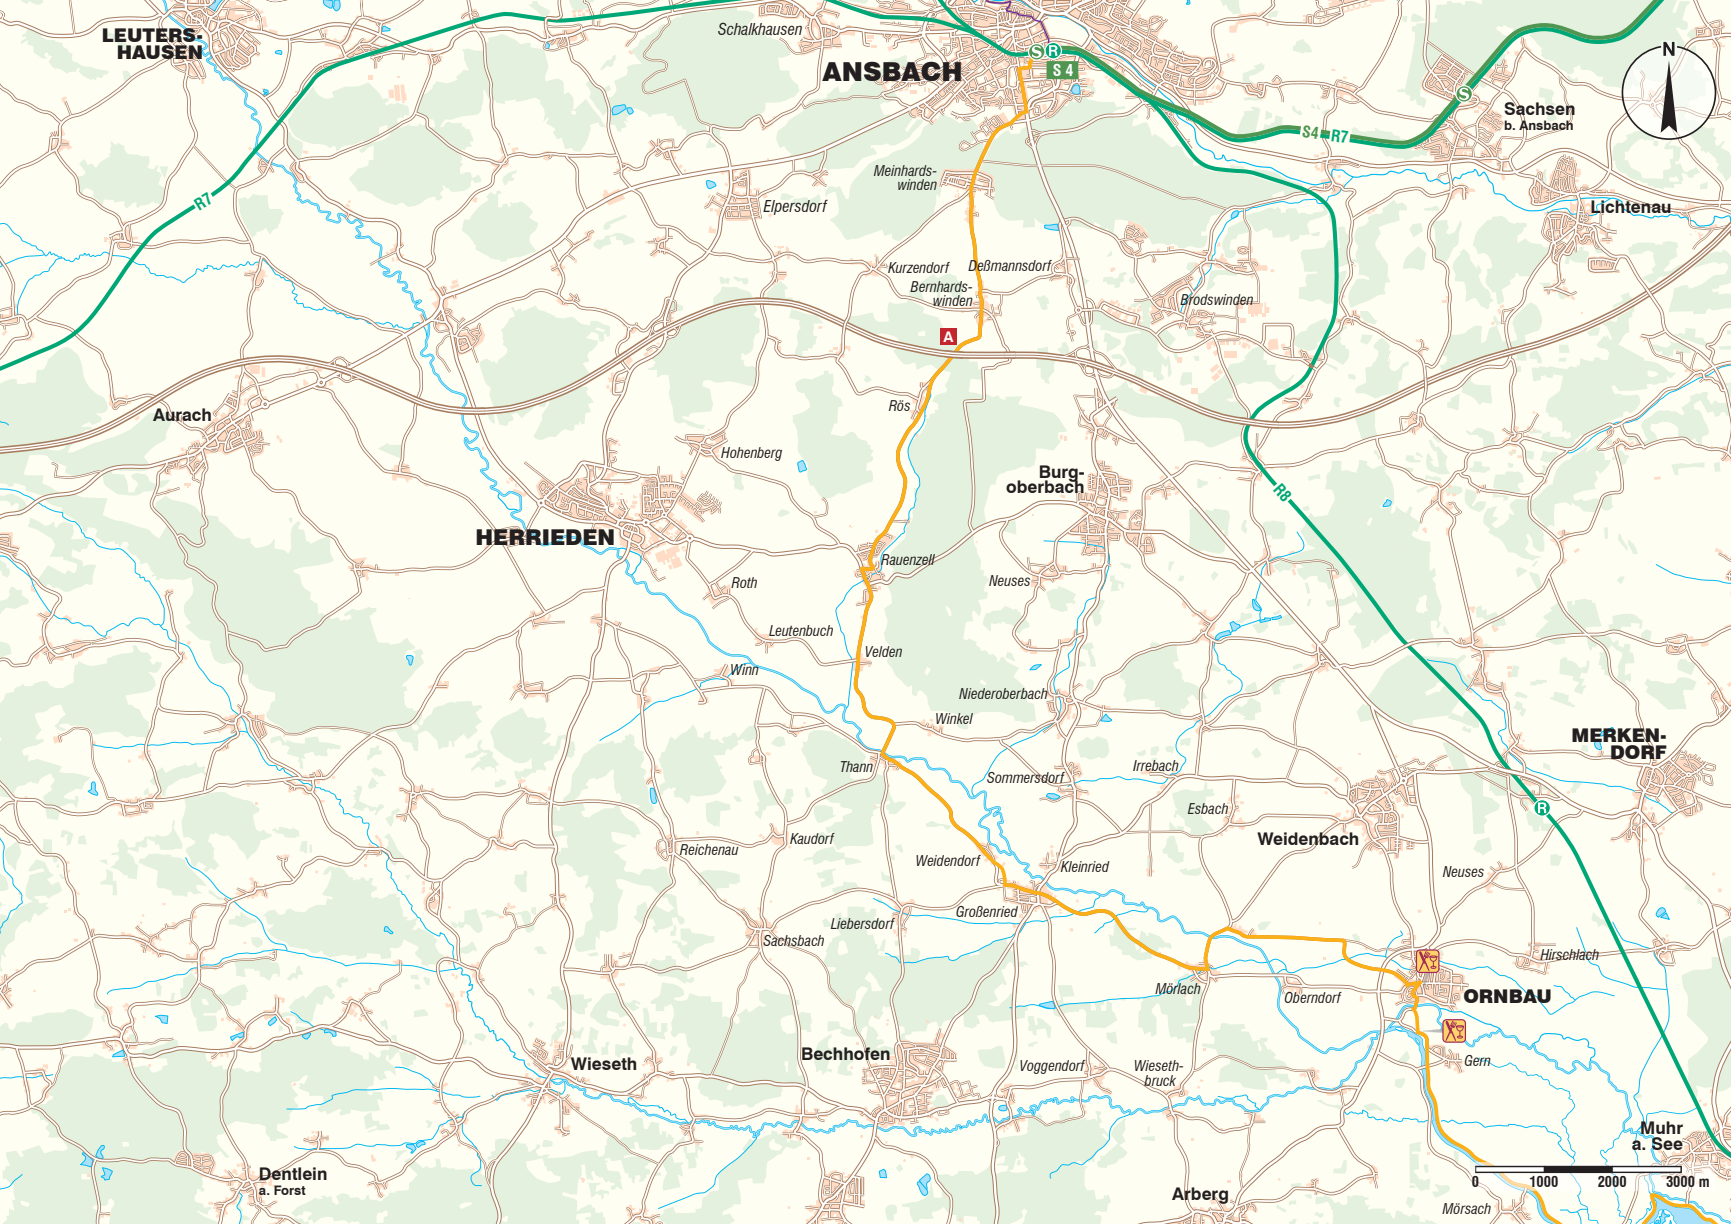 LEUTERS-
HAUSEN
Schalkhausen
ANSBACH
S
R
S 4
S
Sachsen
b. Ansbach
N
S4
R7
Meinhards-
winden
Elpersdorf
R7
Lichtenau
Kurzendorf
Deßmannsdorf
Bernhards-
winden
Brodswinden
A
Aurach
Rös
Hohenberg
Burg-
oberbach
R8
HERRIEDEN
Rauenzell
Roth
Neuses
Leutenbuch
Velden
Winn
Niederoberbach
Winkel
MERKEN-
DORF
Thann
Sommersdorf
Irrebach
Esbach
R
Weidenbach
Kaudorf
Reichenau
Weidendorf
Kleinried
Neuses
Großenried
Liebersdorf
Sachsbach
Hirschlach
Mörlach
Oberndorf
ORNBAU
Bechhofen
Wieseth
Voggendorf
Wieseth-
bruck
Gern
Muhr
a. See
Dentlein
a. Forst
0 1000 2000 3000 m
Arberg
Mörsach